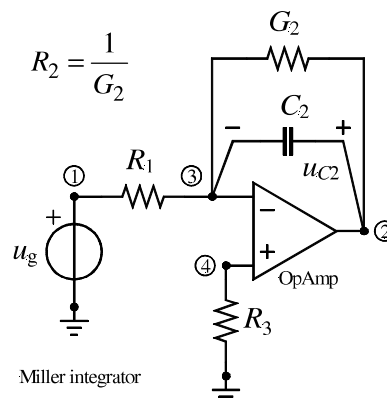 G2
R2 = 1/G2
C2
− +
uC2
R1
① ③
+
ug
−
+
②
④
OpAmp
R3
Miller integrator